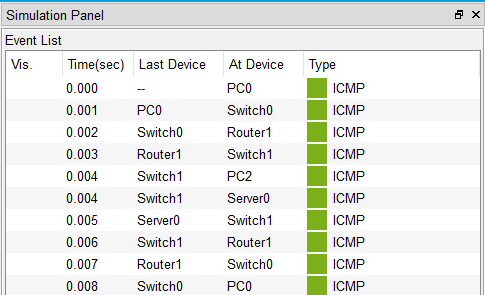 Simulation Panel
Event List
Vis. Time(sec) Last Device At Device Type
0.000 -- PC0 ICMP
0.001 PC0 Switch0 ICMP
0.002 Switch0 Router1 ICMP
0.003 Router1 Switch1 ICMP
0.004 Switch1 PC2 ICMP
0.004 Switch1 Server0 ICMP
0.005 Server0 Switch1 ICMP
0.006 Switch1 Router1 ICMP
0.007 Router1 Switch0 ICMP
0.008 Switch0 PC0 ICMP